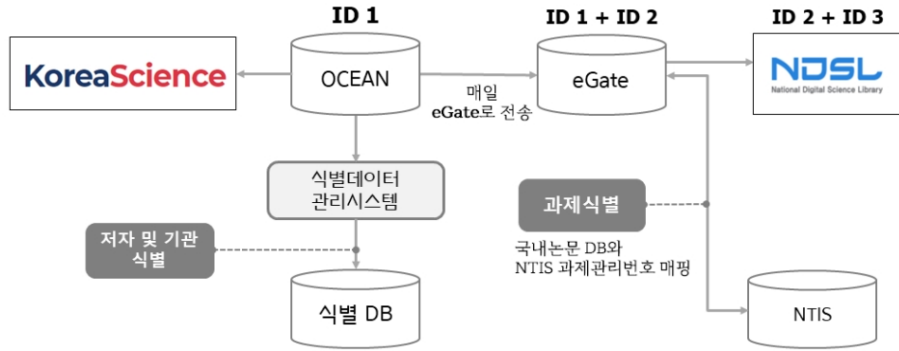 ID 1
ID 1 + ID 2
ID 2 + ID 3
KoreaScience
OCEAN
eGate
NDSL
National Digital Science Library
매일
eGate로 전송
식별데이터
관리시스템
과제식별
저자 및 기관
식별
국내논문 DB와
NTIS 과제관리번호 매핑
식별 DB
NTIS